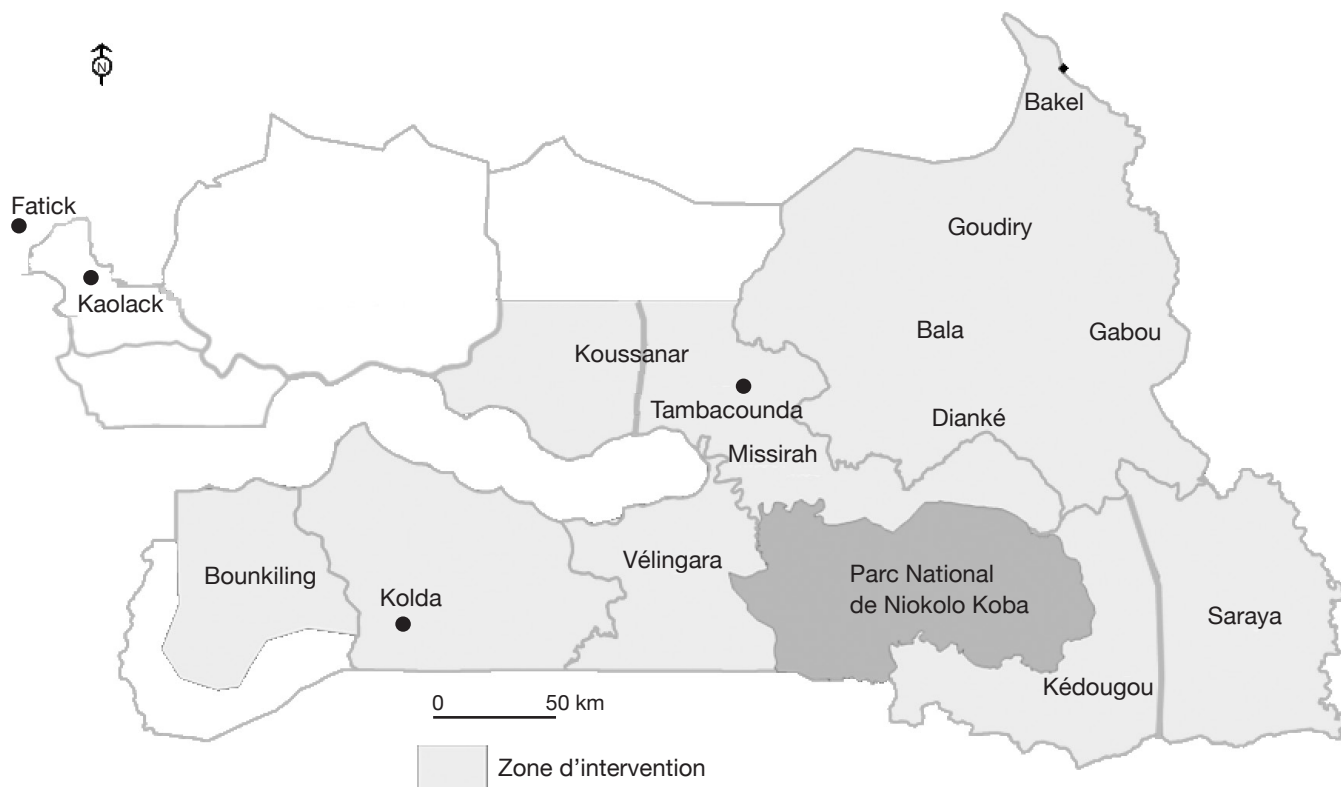 N
Bakel
Fatick
Goudiry
Kaolack
Bala
Gabou
Koussanar
Tambacounda
Dianké
Missirah
Vélingara
Bounkiling
Parc National
de Niokolo Koba
Kolda
Saraya
Kédougou
0 50 km
Zone d'intervention